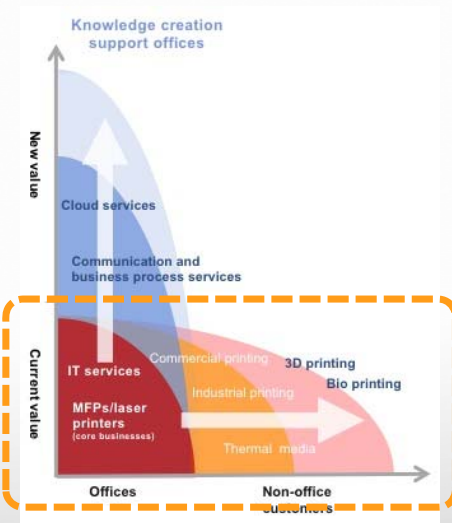 Knowledge creation
support offices
New value
Cloud services
Communication and
business process services
Current value
IT services
MFPs/laser
printers
(core businesses)
Commercial printing
Industrial printing
Thermal media
3D printing
Bio printing
Offices
Non-office
customers